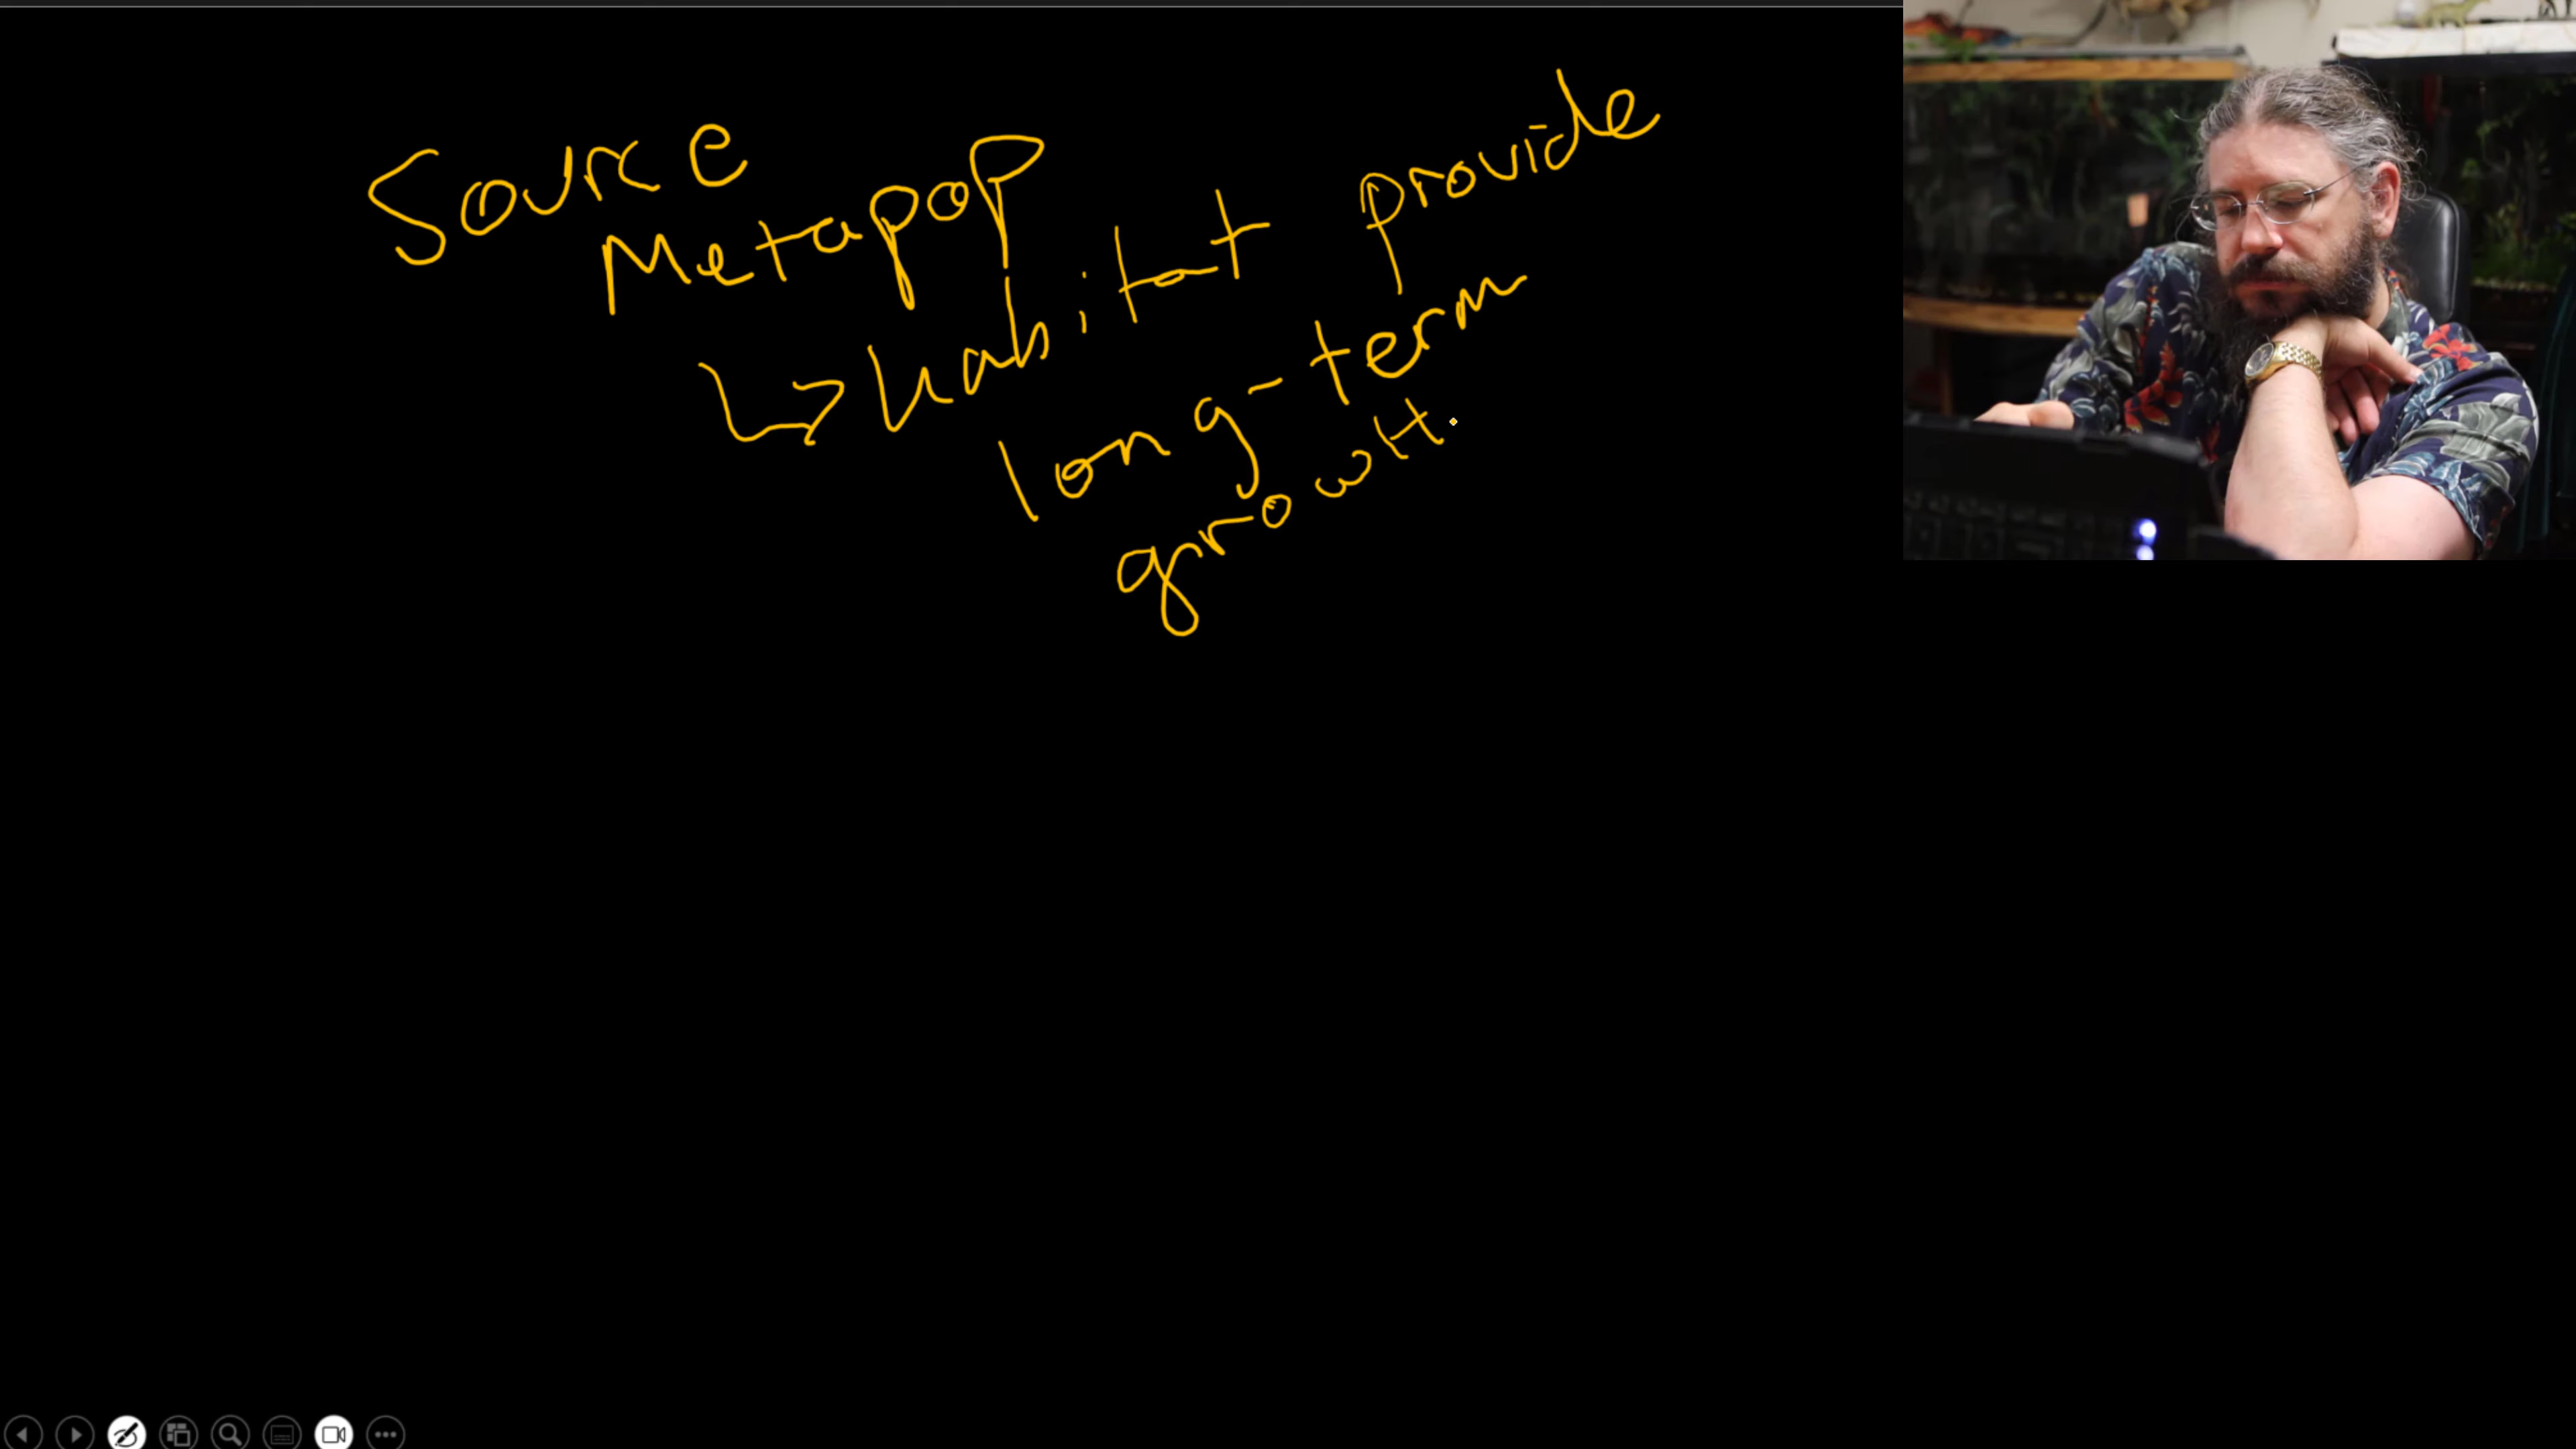 Source
Metapop
↳ habitat provide
long-term
growth